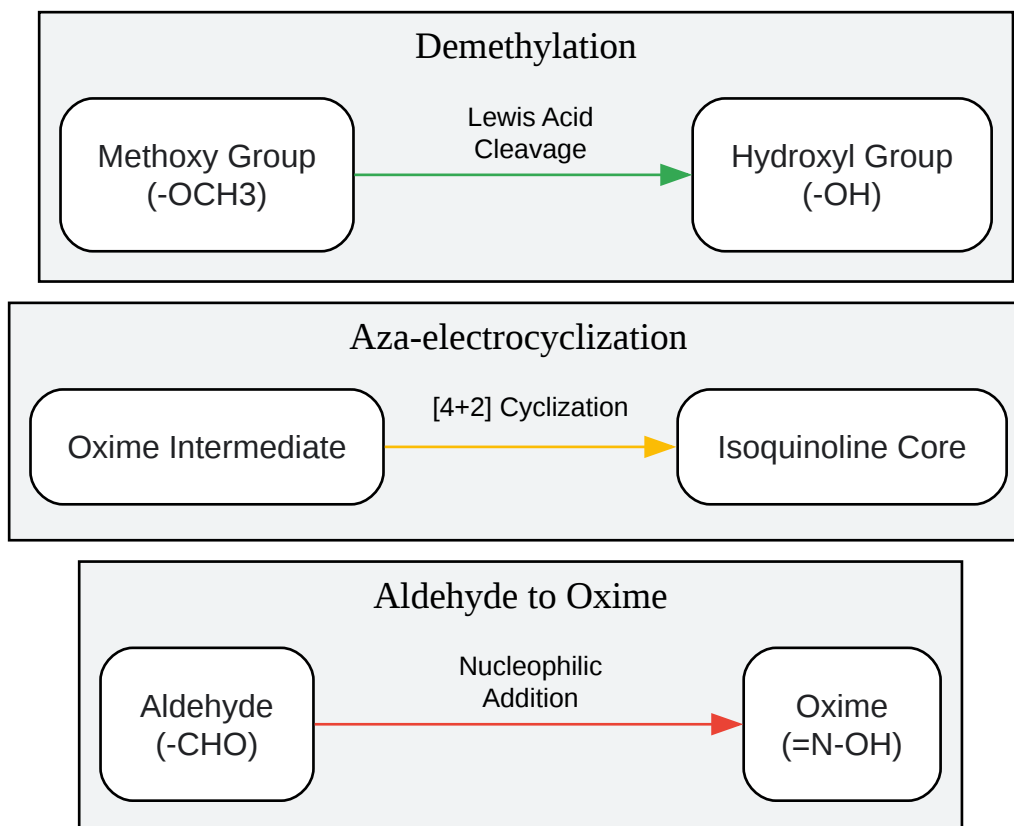 Demethylation
Lewis Acid
Cleavage
Methoxy Group
(-OCH3)
Hydroxyl Group
(-OH)
Aza-electrocyclization
[4+2] Cyclization
Oxime Intermediate
Isoquinoline Core
Aldehyde to Oxime
Nucleophilic
Addition
Aldehyde
(-CHO)
Oxime
(=N-OH)